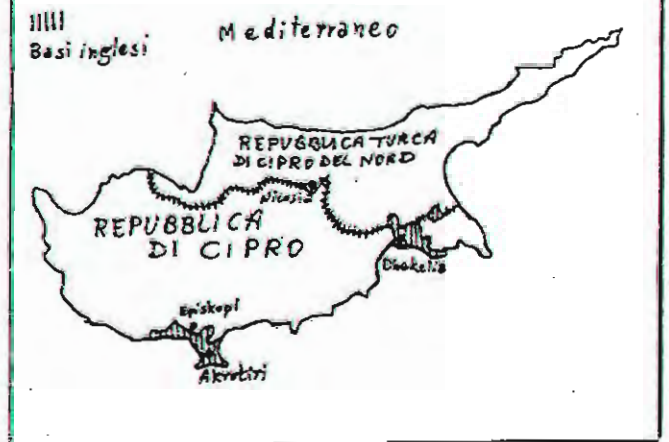 Basi inglesi
Mediterraneo
REPUBBLICA TURCA
DI CIPRO DEL NORD
Nicosia
REPUBBLICA
DI CIPRO
Dhekelia
Episkopi
Akrotiri